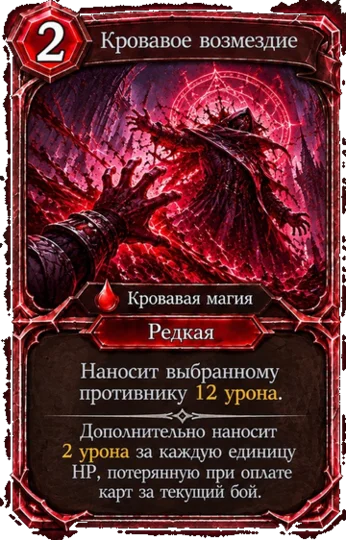 2
Кровавое возмездие
Кровавая магия
Редкая
Наносит выбранному
противнику 12 урона.
Дополнительно наносит
2 урона за каждую единицу
HP, потерянную при оплате
карт за текущий бой.